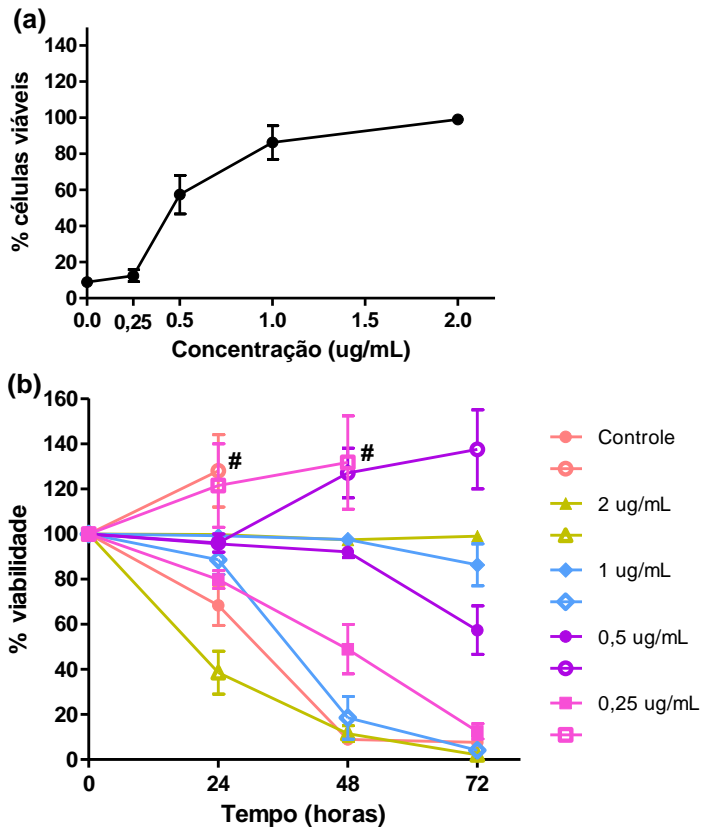 (a)
% células viáveis
140
120
100
80
60
40
20
0
0.0 0,25 0.5 1.0 1.5 2.0
Concentração (ug/mL)
(b)
% viabilidade
160
140
120
100
80
60
40
20
0
# #
0 24 48 72
Tempo (horas)
Controle
2 ug/mL
1 ug/mL
0,5 ug/mL
0,25 ug/mL